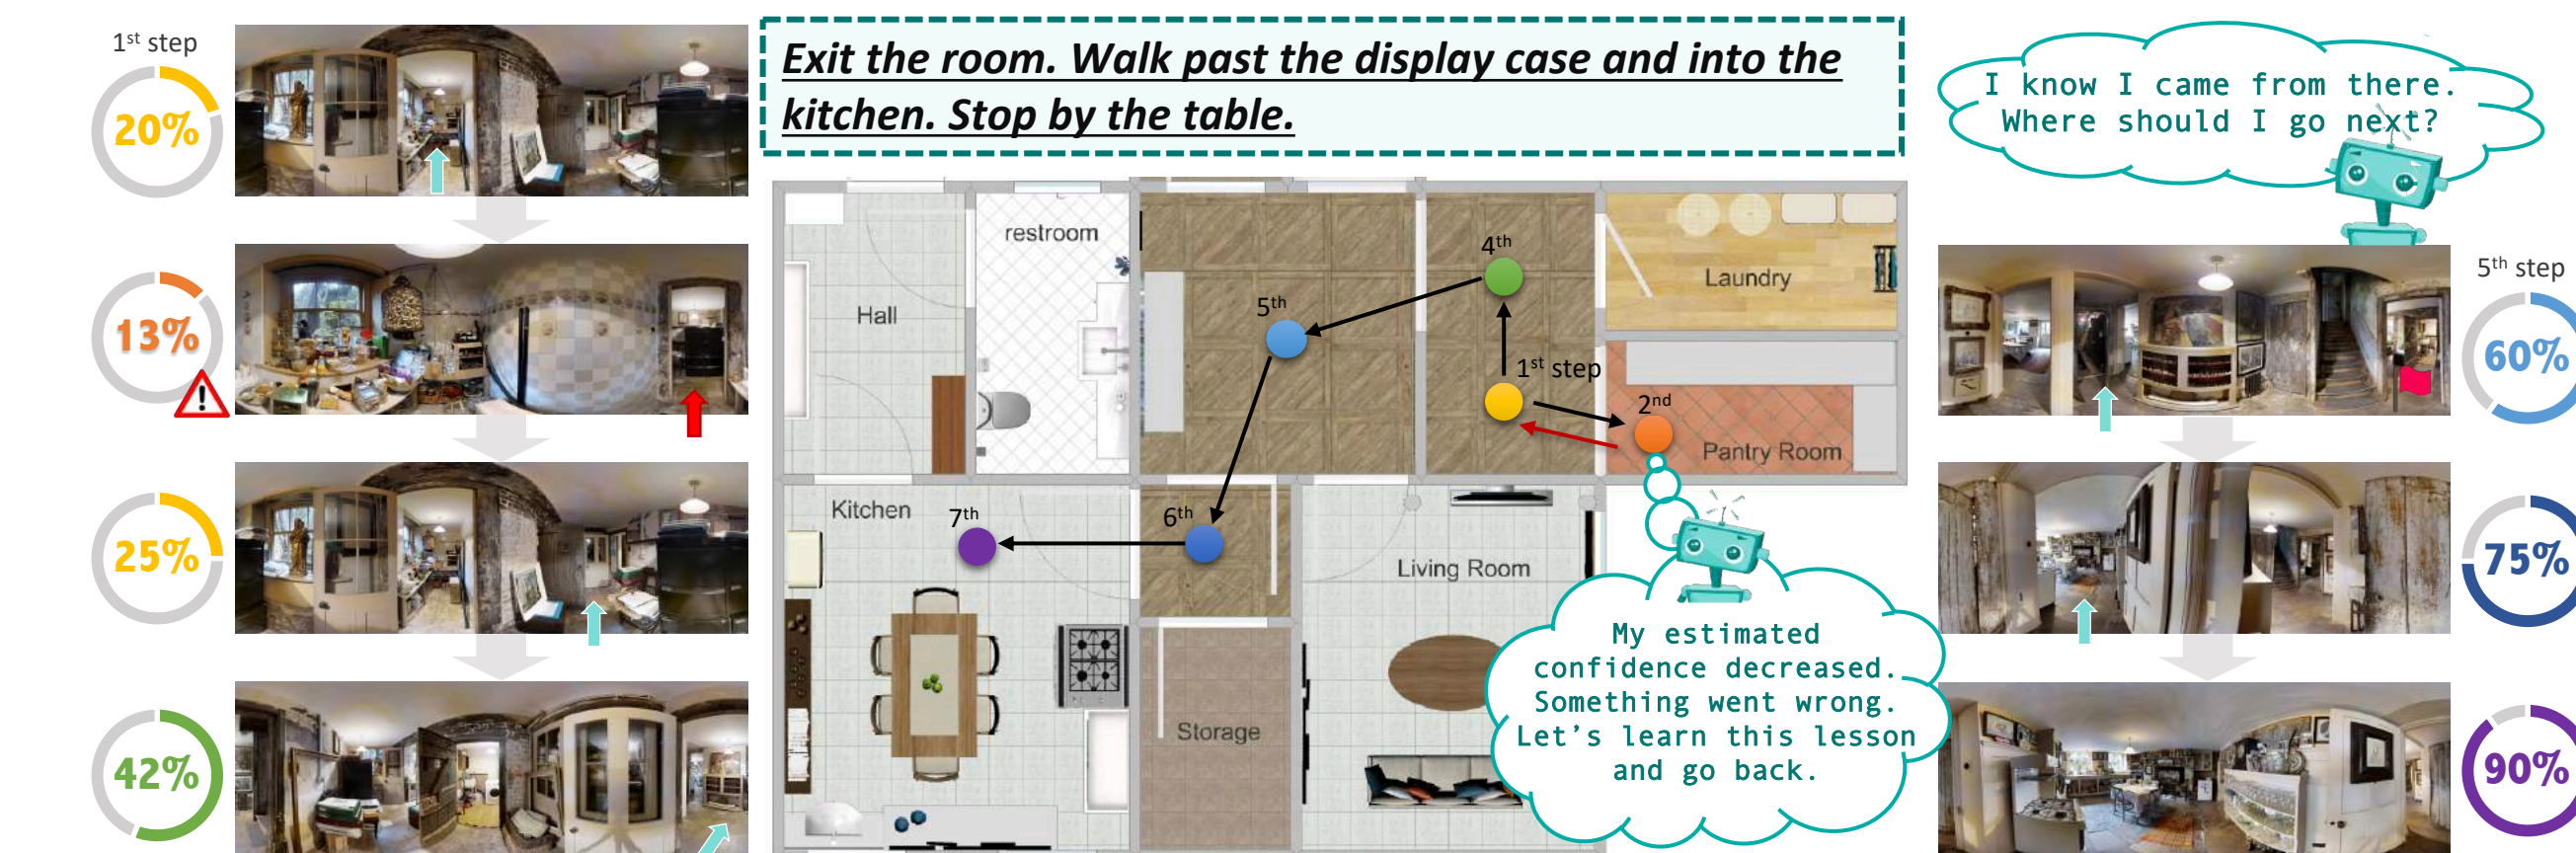 1st step
20%
13%
25%
42%
Exit the room. Walk past the display case and into the
kitchen. Stop by the table.
restroom
Hall
Laundry
Pantry Room
Kitchen
Living Room
Storage
1st step
2nd
4th
5th
6th
7th
My estimated
confidence decreased.
Something went wrong.
Let's learn this lesson
and go back.
I know I came from there.
Where should I go next?
5th step
60%
75%
90%